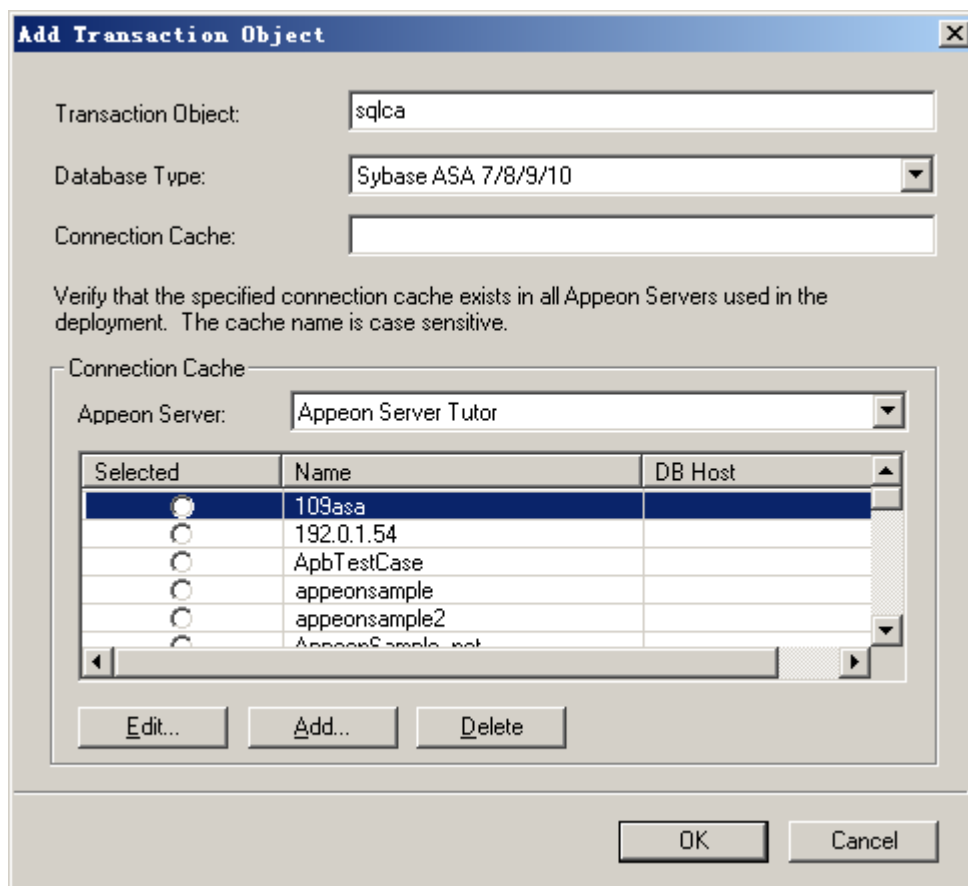 Add Transaction Object
Transaction Object: sqlca
Database Type: Sybase ASA 7/8/9/10
Connection Cache:
Verify that the specified connection cache exists in all Appeon Servers used in the
deployment. The cache name is case sensitive.
Connection Cache
Appeon Server: Appeon Server Tutor
Selected Name DB Host
109asa
192.0.1.54
ApbTestCase
appeonsample
appeonsample2
Edit... Add... Delete
OK Cancel